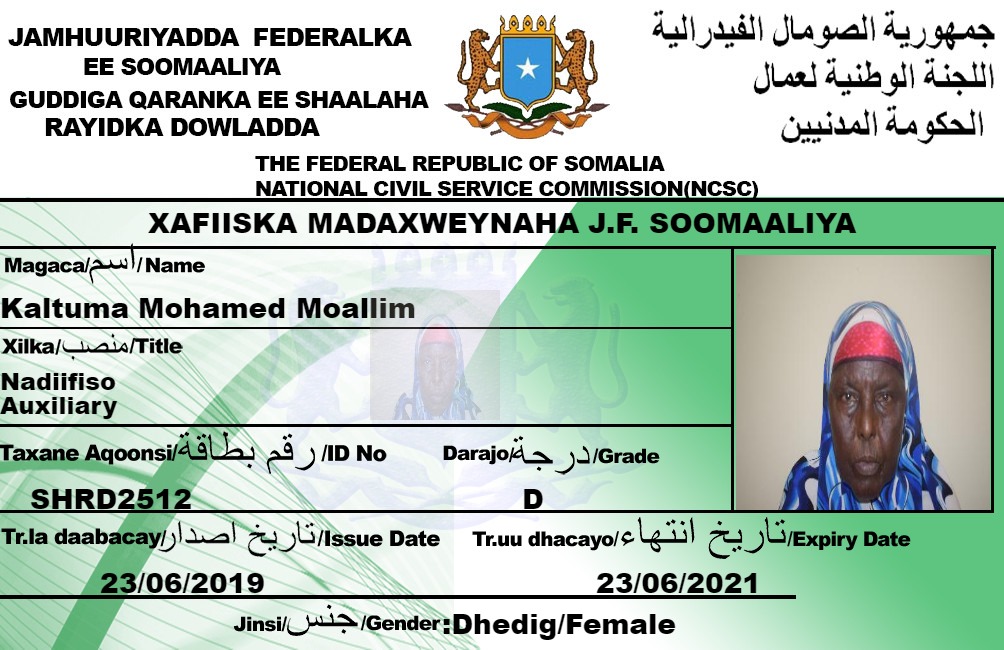 JAMHUURIYADDA FEDERALKA
EE SOOMAALIYA
GUDDIGA QARANKA EE SHAALAHA
RAYIDKA DOWLADDA
جمهورية الصومال الفيدرالية
اللجنة الوطنية لعمال
الحكومة المدنيين
THE FEDERAL REPUBLIC OF SOMALIA
NATIONAL CIVIL SERVICE COMMISSION(NCSC)
XAFIISKA MADAXWEYNAHA J.F. SOOMAALIYA
Magaca/اسم/Name
Kaltuma Mohamed Moallim
Xilka/منصب/Title
Nadiifiso
Auxiliary
Taxane Aqoonsi/رقم بطاقة/ID No
SHRD2512
Darajo/درجة/Grade
D
Tr.la daabacay/تاريخ اصدار/Issue Date
23/06/2019
Tr.uu dhacayo/تاريخ انتهاء/Expiry Date
23/06/2021
Jinsi/جنس/Gender:Dhedig/Female